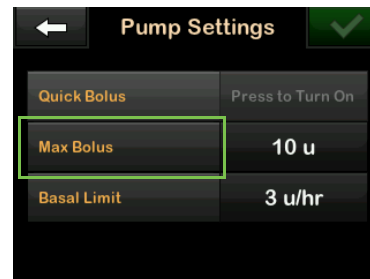 Pump Settings
Quick Bolus Press to Turn On
Max Bolus 10 u
Basal Limit 3 u/hr